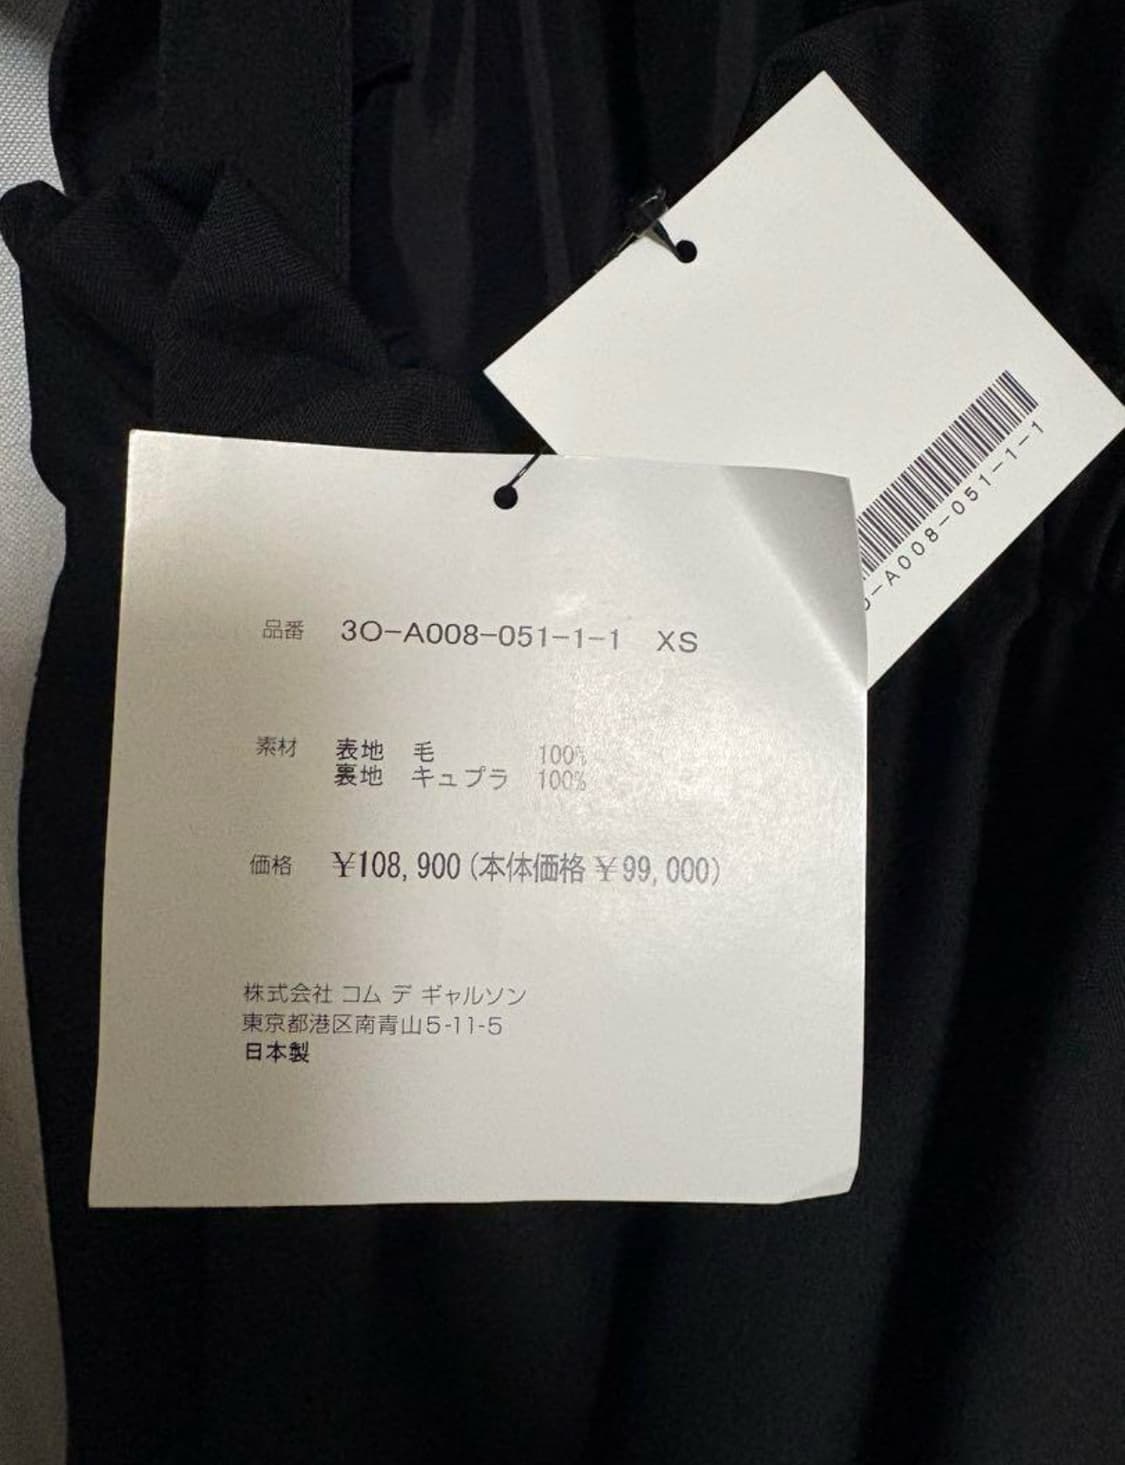 品番 3O-A008-051-1-1 XS
素材 表地 毛 100%
裏地 キュプラ 100%
価格 ¥108,900(本体価格¥99,000)
株式会社 コム デ ギャルソン
東京都港区南青山5-11-5
日本製
-A008-051-1-1